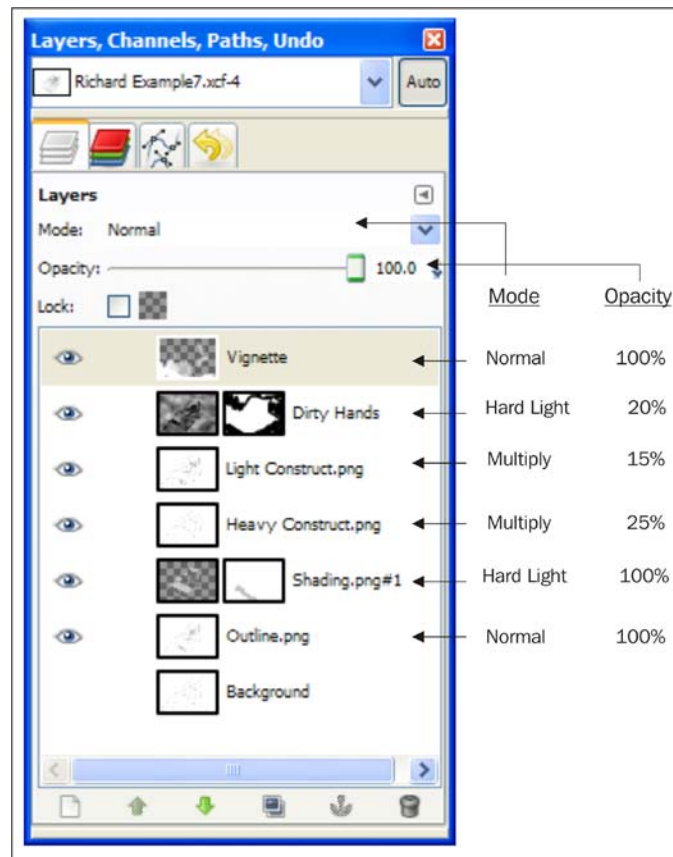 Layers, Channels, Paths, Undo
Richard Example7.xcf-4
Auto
Layers
Mode: Normal
Opacity: 100.0
Lock:
Mode Opacity
Vignette Normal 100%
Dirty Hands Hard Light 20%
Light Construct.png Multiply 15%
Heavy Construct.png Multiply 25%
Shading.png#1 Hard Light 100%
Outline.png Normal 100%
Background